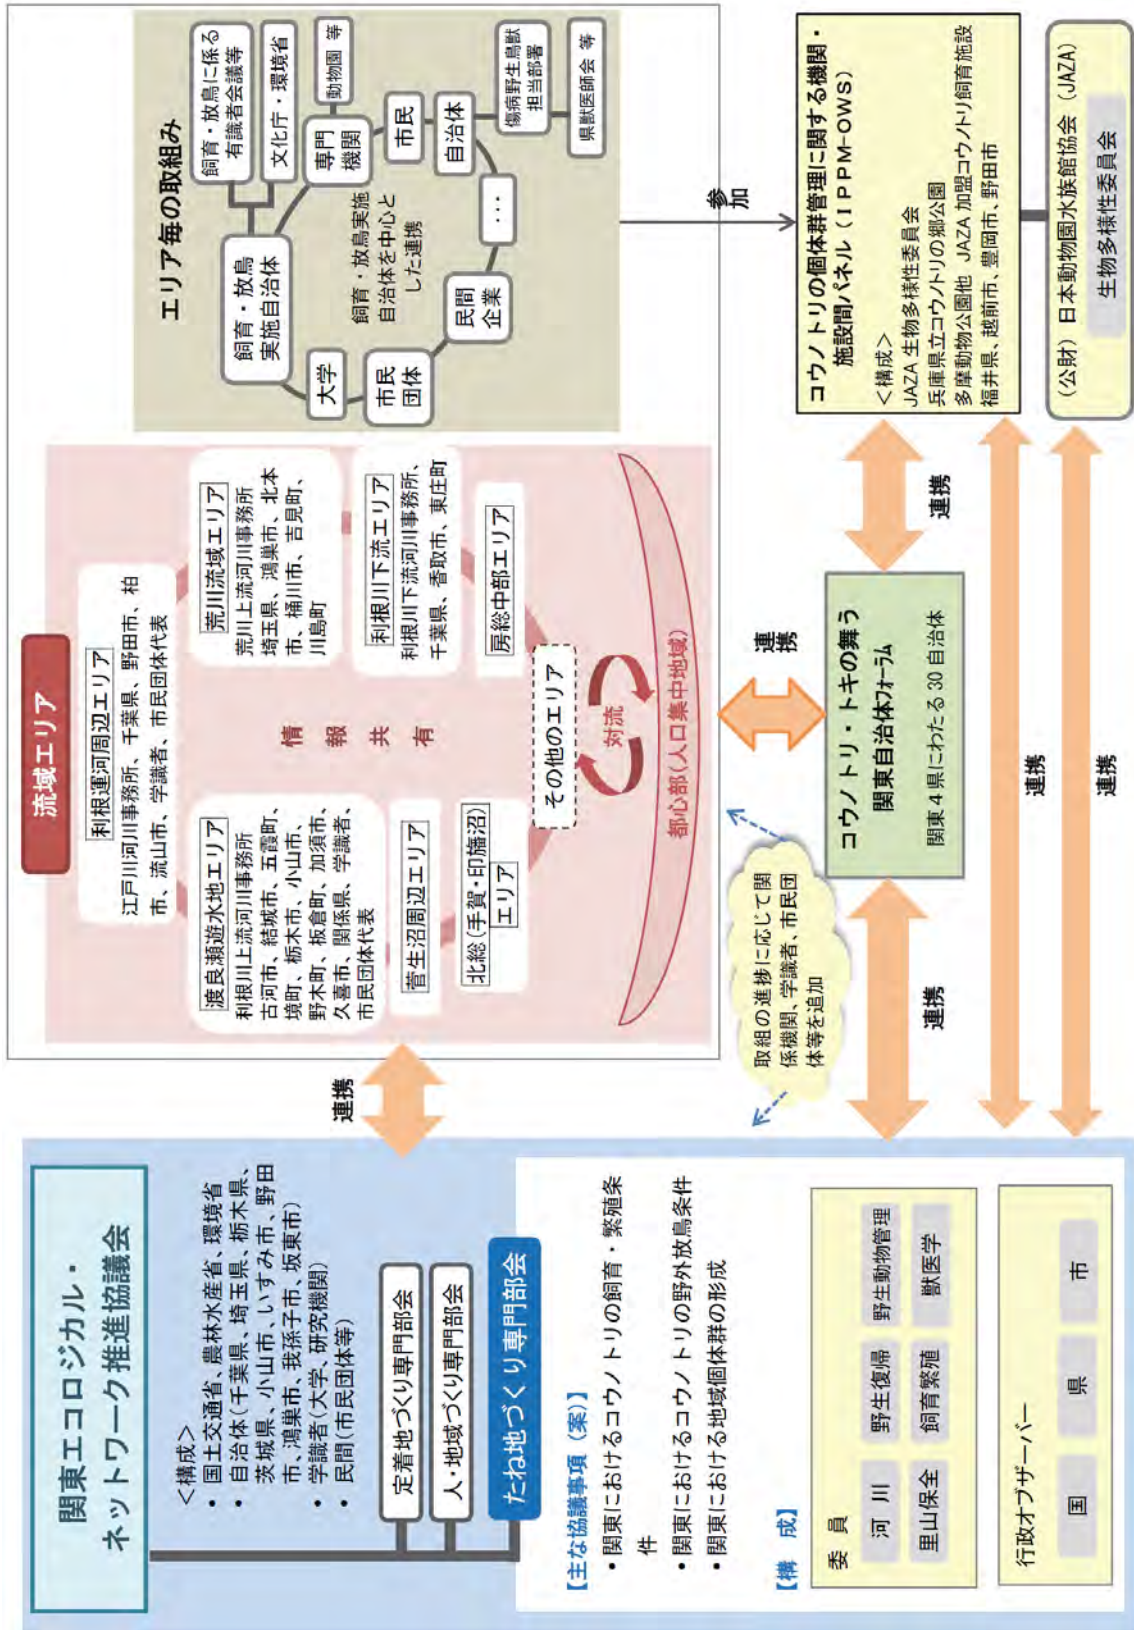 関東エコロジカル・
ネットワーク推進協議会
＜構成＞
• 国土交通省、農林水産省、環境省
• 自治体（千葉県、埼玉県、栃木県、
茨城県、小山市、いすみ市、野田
市、鴻巣市、我孫子市、坂東市）
• 学識者（大学、研究機関）
• 民間（市民団体等）
定着地づくり専門部会
人・地域づくり専門部会
たね地づくり専門部会
【主な協議事項（案）】
• 関東におけるコウノトリの飼育・繁殖条
件
• 関東におけるコウノトリの野外放鳥条件
• 関東における地域個体群の形成
【構　成】
委　員
河 川
野生復帰
野生動物管理
里山保全
飼育繁殖
獣医学
行政オブザーバー
国
県
市
連携
流域エリア
利根運河周辺エリア
江戸川河川事務所、千葉県、野田市、柏
市、流山市、学識者、市民団体代表
渡良瀬遊水地エリア
利根川上流河川事務所
古河市、結城市、五霞町、
境町、栃木市、小山市、
野木町、板倉町、加須市、
久喜市、関係県、学識者、
市民団体代表
荒川流域エリア
荒川上流河川事務所
埼玉県、鴻巣市、北本
市、桶川市、吉見町、
川島町
情　報　共　有
菅生沼周辺エリア
利根川下流エリア
利根川下流河川事務所、
千葉県、香取市、東庄町
北総（手賀・印旛沼）
エリア
房総中部エリア
その他のエリア
対流
都心部（人口集中地域）
エリア毎の取組み
飼育・放鳥に係る
有識者会議等
文化庁・環境省
動物園 等
飼育・放鳥
実施自治体
専門
機関
市民
大学
飼育・放鳥実施
自治体を中心と
した連携
自治体
傷病野生鳥獣
担当部署
県獣医師会 等
市民
団体
民間
企業
・・・
参加
連携
取組の進捗に応じて関
係機関、学識者、市民団
体等を追加
連携
コウノトリ・トキの舞う
関東自治体フォーラム
関東４県にわたる 30 自治体
連携
コウノトリの個体群管理に関する機関・
施設間パネル（ＩＰＰＭ-OWS）
＜構成＞
JAZA 生物多様性委員会
兵庫県立コウノトリの郷公園
多摩動物公園他 JAZA 加盟コウノトリ飼育施設
福井県、越前市、豊岡市、野田市
連携
連携
（公財）日本動物園水族館協会（JAZA）
生物多様性委員会